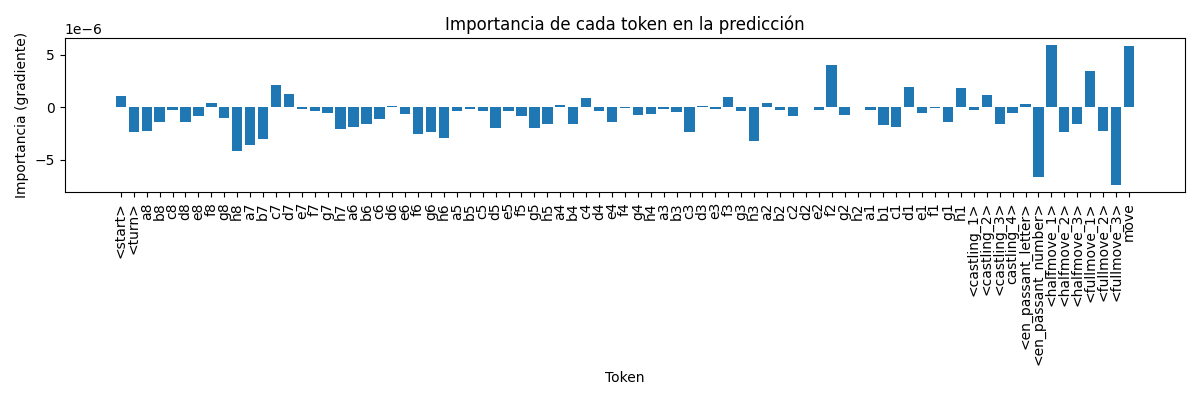 Importancia de cada token en la predicción
1e−6
Importancia (gradiente)
5
0
−5
<start>
<turn>
a8
b8
c8
d8
e8
f8
g8
h8
a7
b7
c7
d7
e7
f7
g7
h7
a6
b6
c6
d6
e6
f6
g6
h6
a5
b5
c5
d5
e5
f5
g5
h5
a4
b4
c4
d4
e4
f4
g4
h4
a3
b3
c3
d3
e3
f3
g3
h3
a2
b2
c2
d2
e2
f2
g2
h2
a1
b1
c1
d1
e1
f1
g1
h1
<castling_1>
<castling_2>
<castling_3>
castling_4>
<en_passant_letter>
<en_passant_number>
<halfmove_1>
<halfmove_2>
<halfmove_3>
<fullmove_1>
<fullmove_2>
<fullmove_3>
move
Token